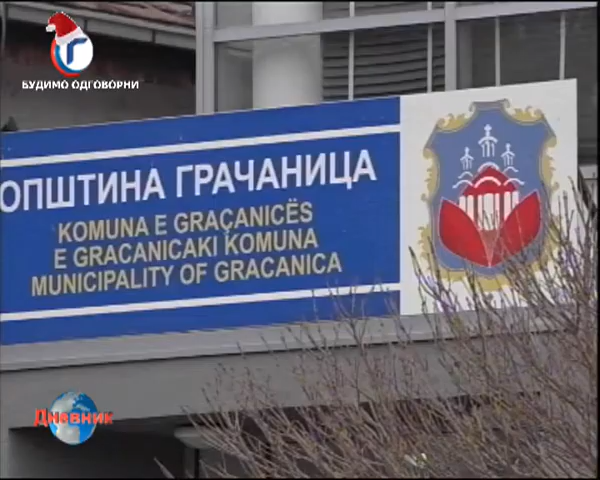 БУДИМО ОДГОВОРНИ
ОПШТИНА ГРАЧАНИЦА
KOMUNA E GRAÇANICËS
E GRACANICAKI KOMUNA
MUNICIPALITY OF GRACANICA
Дневник